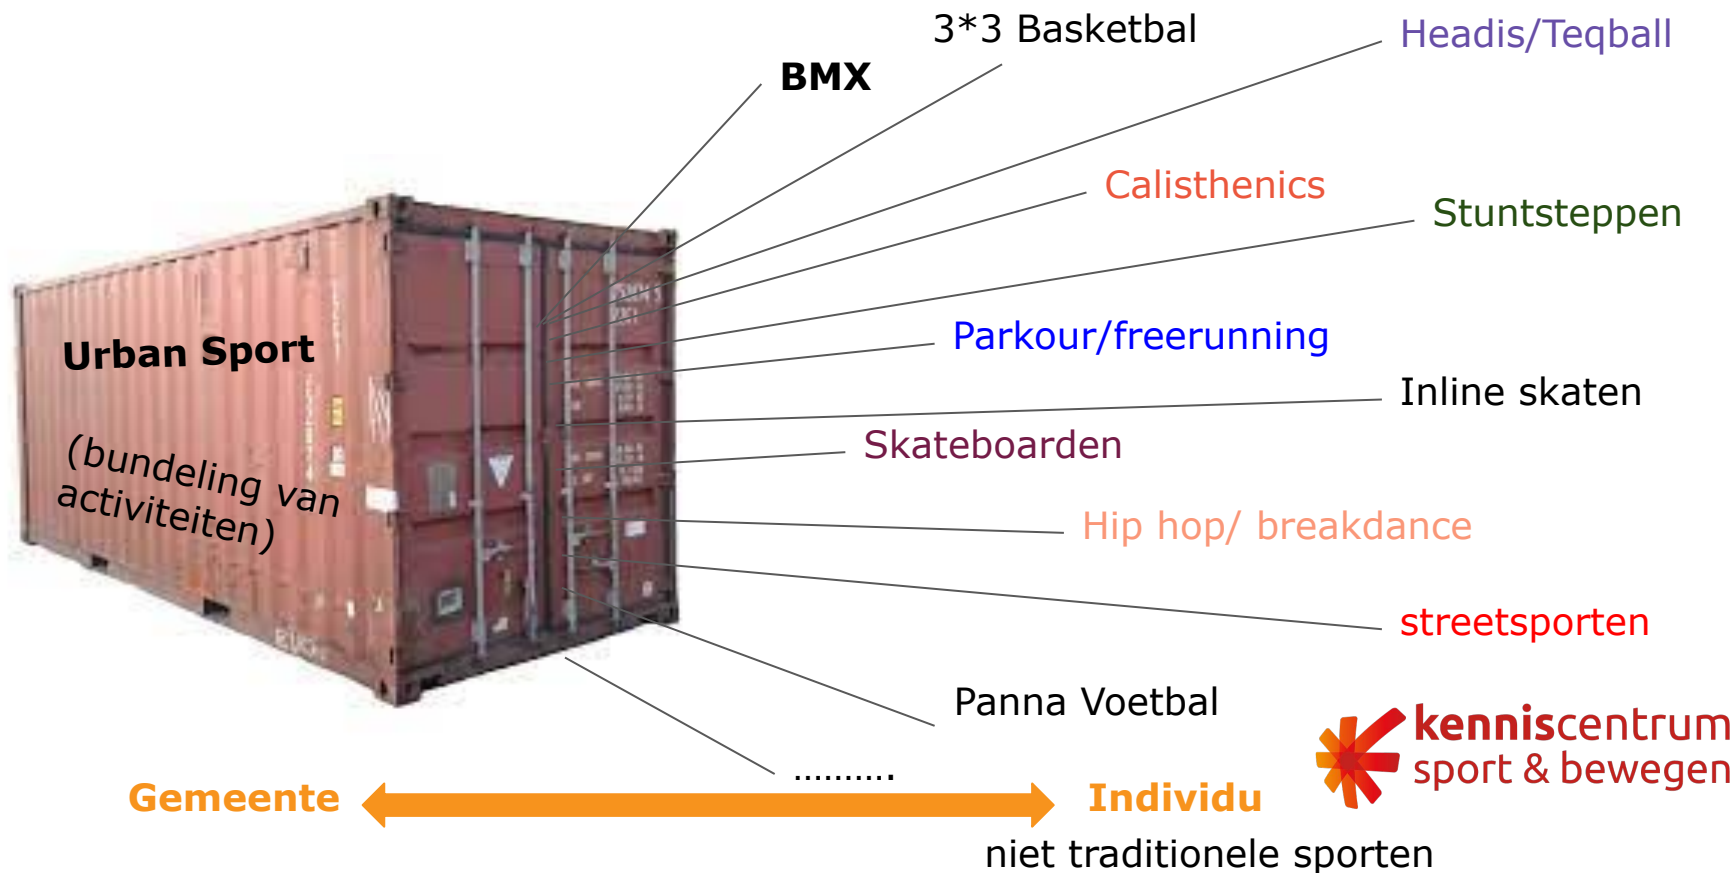 3*3 Basketbal
Headis/Teqball
BMX
Calisthenics
Stuntsteppen
Urban Sport
Parkour/freerunning
Inline skaten
(bundeling van
activiteiten)
Skateboarden
Hip hop/ breakdance
streetsporten
Panna Voetbal
..........
kenniscentrum
sport & bewegen
Gemeente
Individu
niet traditionele sporten